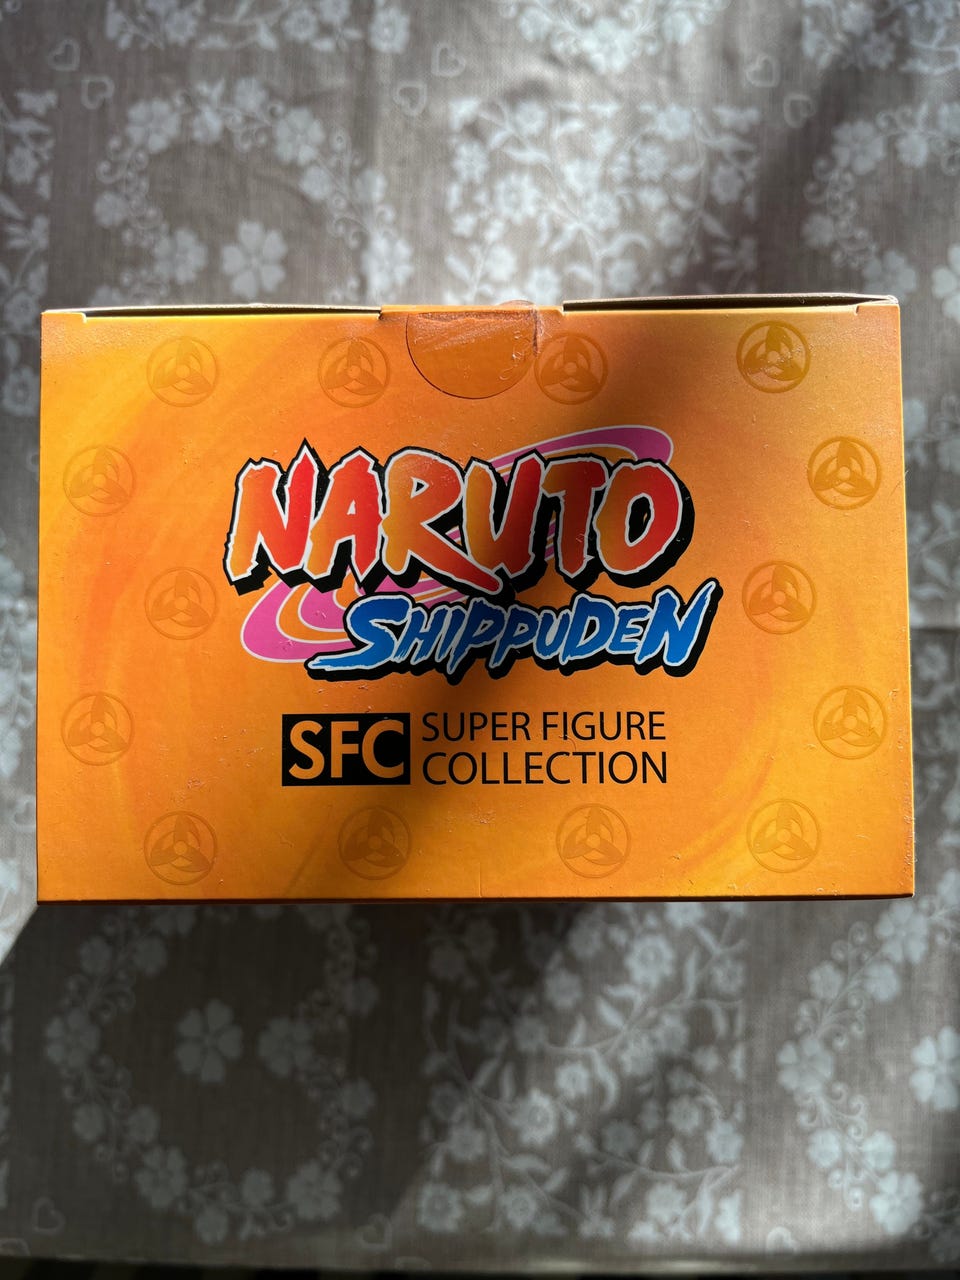 NARUTO
SHIPPUDEN
SFC SUPER FIGURE
COLLECTION